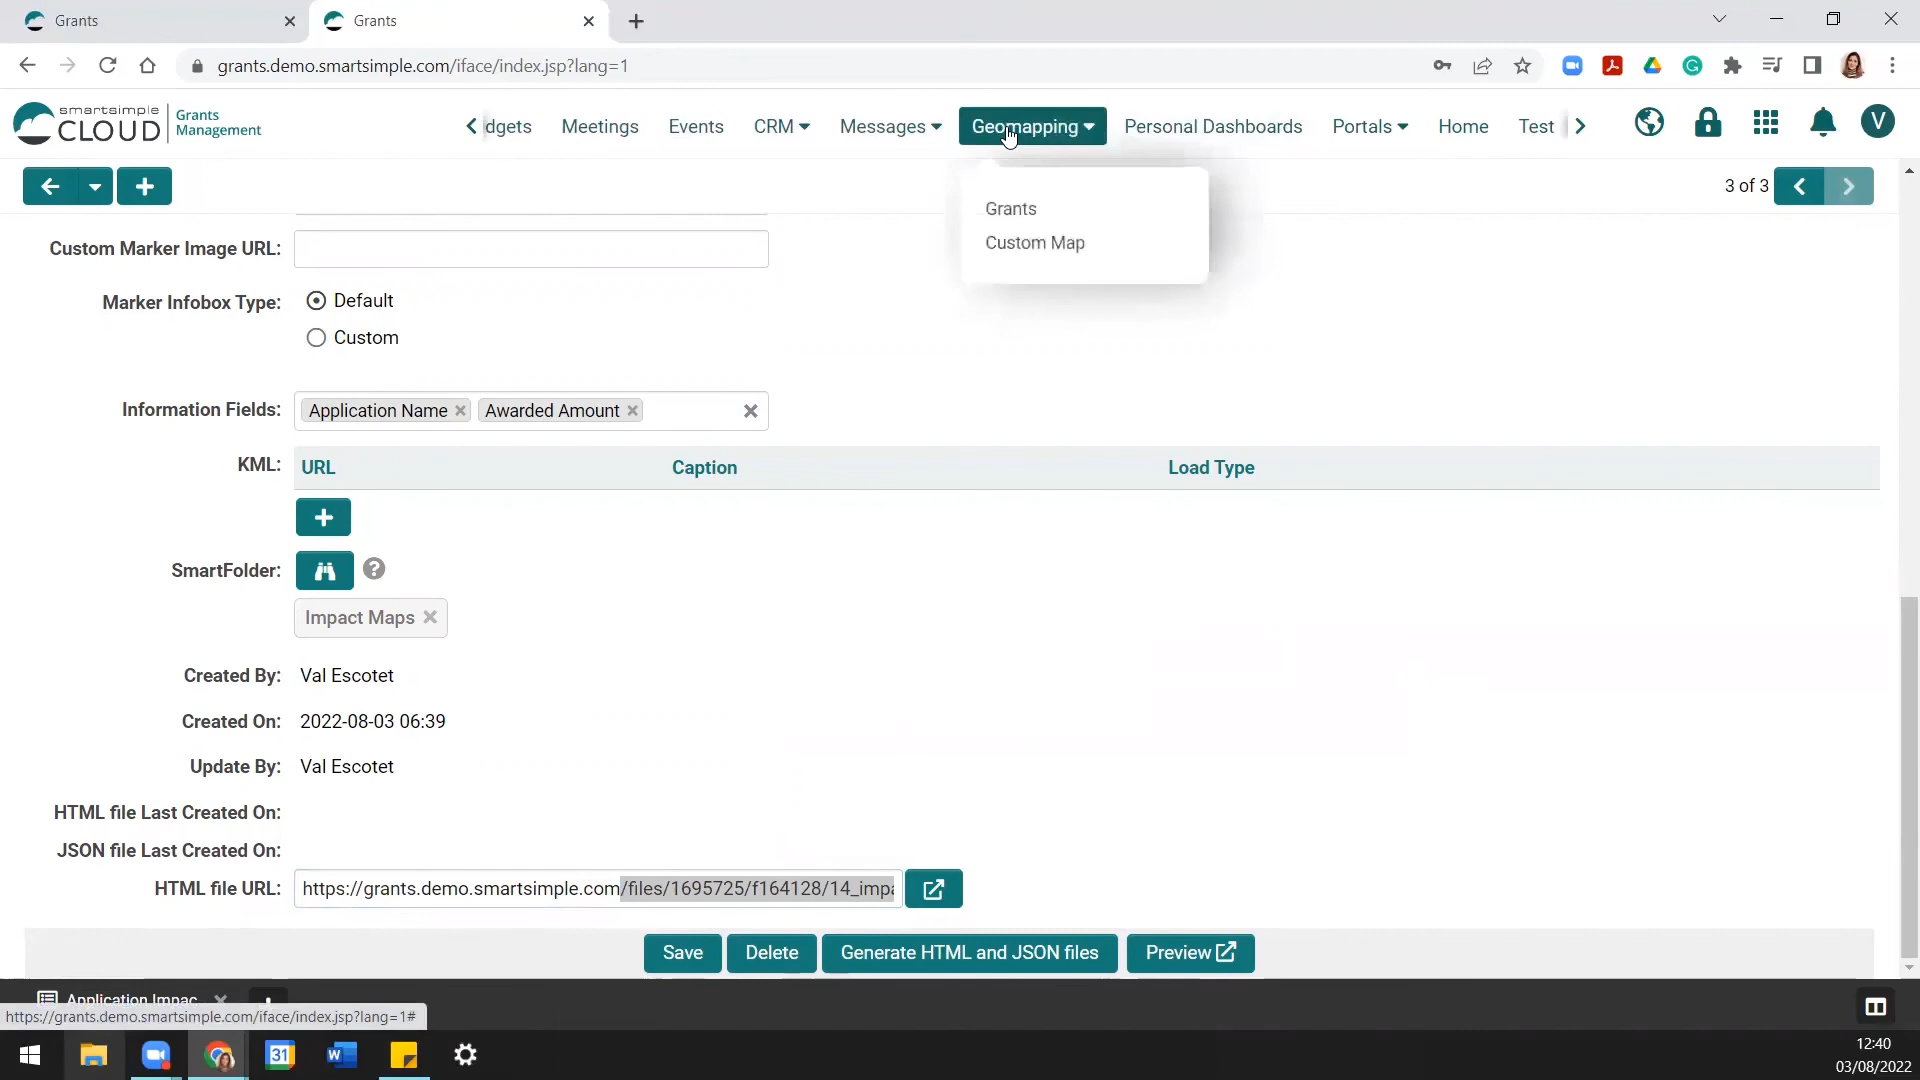 Grants
Grants
grants.demo.smartsimple.com/iface/index.jsp?lang=1
smartsimple
CLOUD
Grants
Management
dgets
Meetings
Events
CRM
Messages
Geomapping
Personal Dashboards
Portals
Home
Test
V
Grants
Custom Map
3 of 3
Custom Marker Image URL:
Marker Infobox Type:
Default
Custom
Information Fields:
Application Name
Awarded Amount
KML:
URL
Caption
Load Type
SmartFolder:
Impact Maps
Created By:
Val Escotet
Created On:
2022-08-03 06:39
Update By:
Val Escotet
HTML file Last Created On:
JSON file Last Created On:
HTML file URL:
https://grants.demo.smartsimple.com/files/1695725/f164128/14_impa
Save
Delete
Generate HTML and JSON files
Preview
Application Impac
https://grants.demo.smartsimple.com/iface/index.jsp?lang=1#
31
W
12:40
03/08/2022